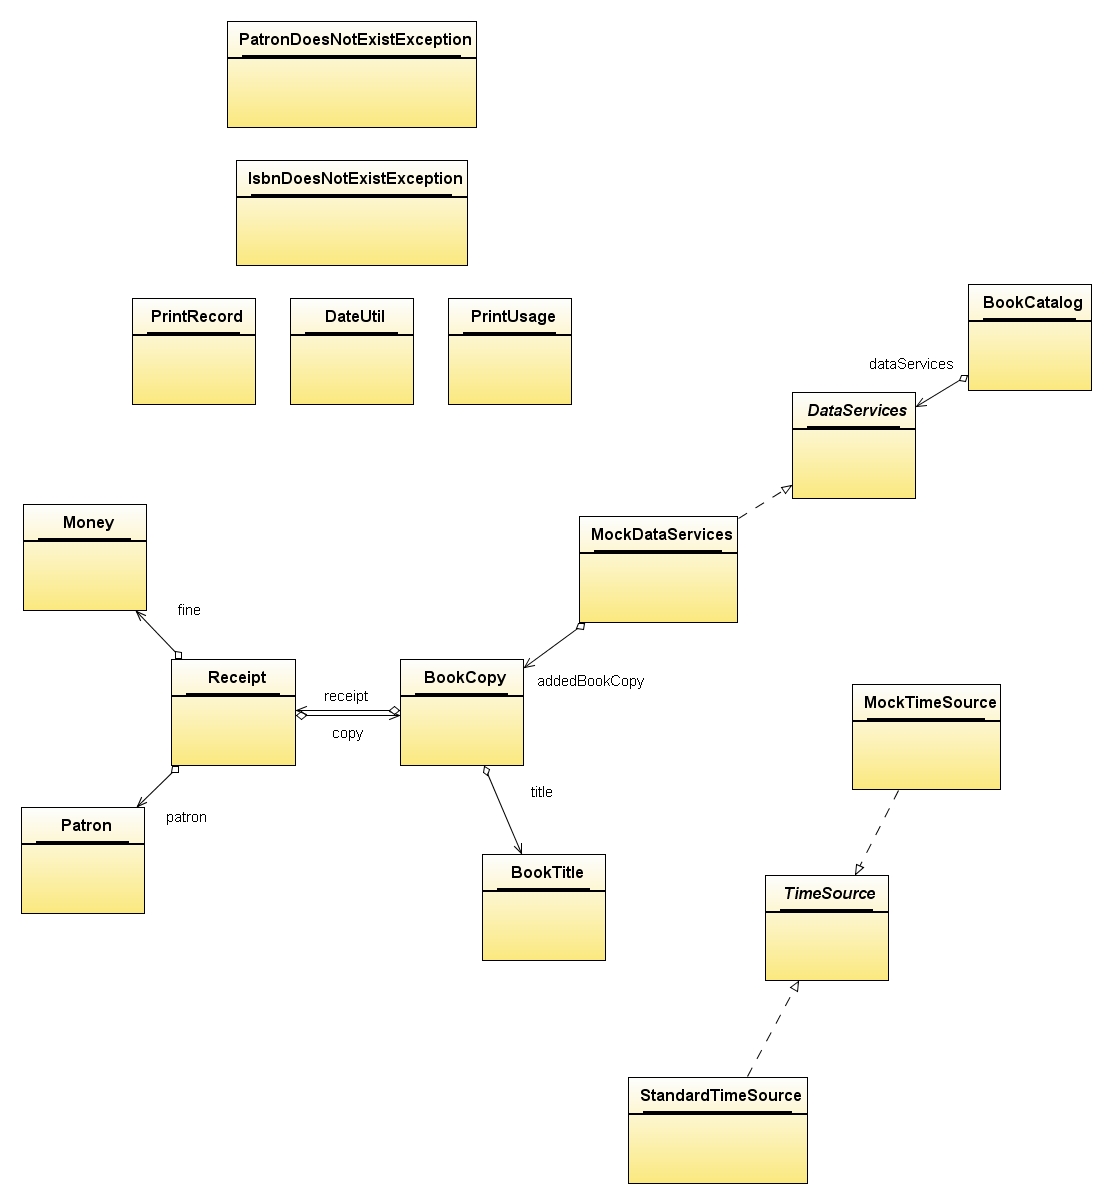 PatronDoesNotExistException
IsbnDoesNotExistException
PrintRecord
DateUtil
PrintUsage
BookCatalog
dataServices
DataServices
Money
MockDataServices
fine
Receipt
BookCopy
addedBookCopy
receipt
MockTimeSource
copy
title
patron
Patron
BookTitle
TimeSource
StandardTimeSource